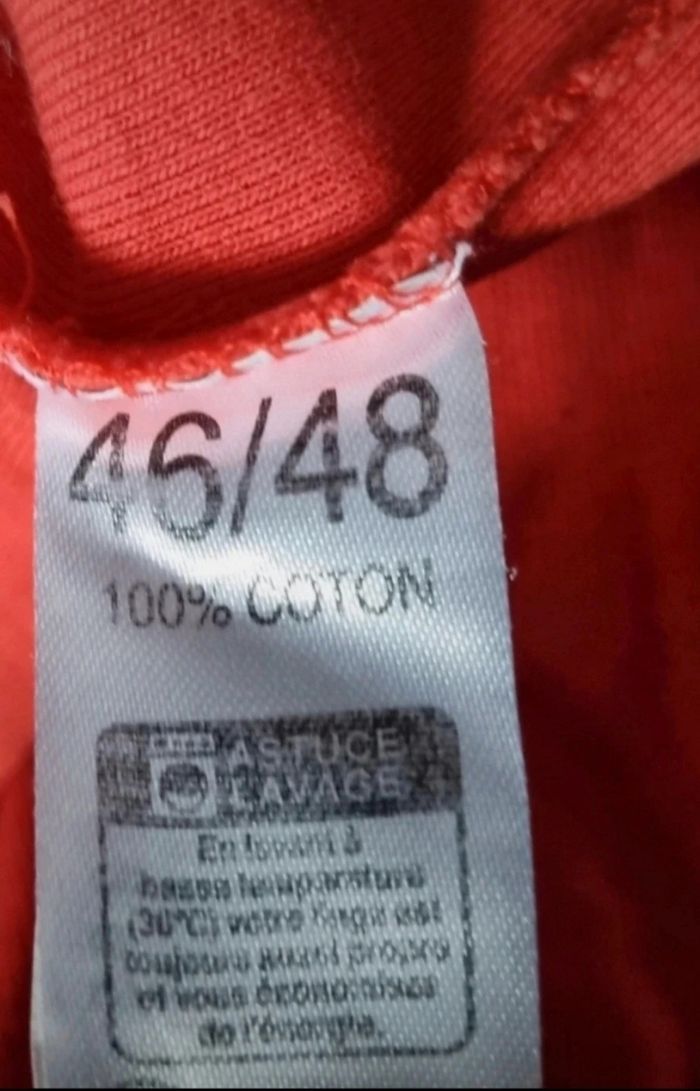 46/48
100% COTON
ASTUCE
LAVAGE
En lavant à
basse température
(30°C) votre linge est
toujours aussi propre
et vous économisez
de l'énergie.